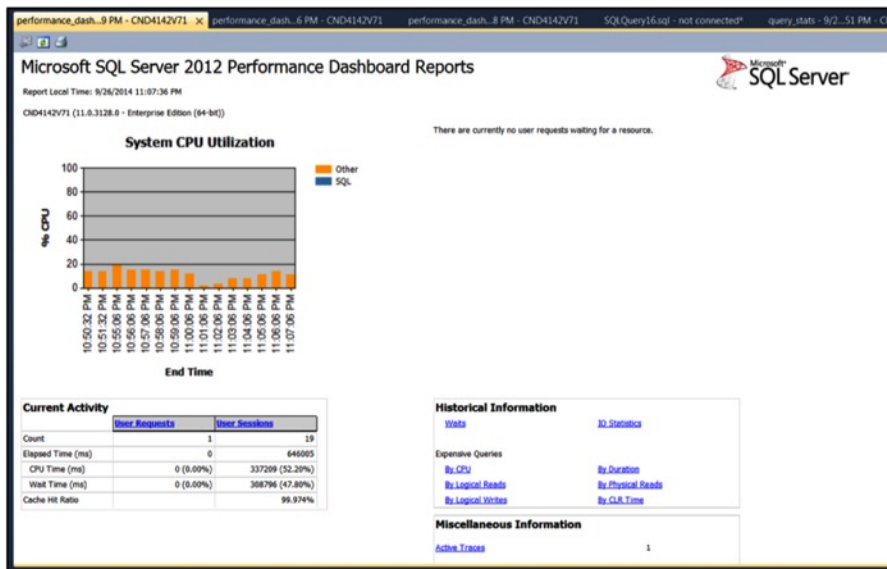 performance_dash...9 PM - CND4142V71 performance_dash...6 PM - CND4142V71 performance_dash...8 PM - CND4142V71 SQLQuery16.sql - not connected* query_stats - 9/2...51 PM - C
Microsoft SQL Server 2012 Performance Dashboard Reports
Microsoft
SQL Server
Report Local Time: 9/26/2014 11:07:36 PM
CND4142V71 (11.0.3128.0 - Enterprise Edition (64-bit))
There are currently no user requests waiting for a resource.
System CPU Utilization
% CPU
100
80
60
40
20
0
Other
SQL
10:50:32 PM
10:51:32 PM
10:55:06 PM
10:56:06 PM
10:57:06 PM
10:58:06 PM
10:59:06 PM
11:00:06 PM
11:01:06 PM
11:02:06 PM
11:03:06 PM
11:04:06 PM
11:05:06 PM
11:06:06 PM
11:07:06 PM
End Time
Current Activity
User Requests User Sessions
Count 1 19
Elapsed Time (ms) 0 646005
CPU Time (ms) 0 (0.00%) 337209 (52.20%)
Wait Time (ms) 0 (0.00%) 308796 (47.80%)
Cache Hit Ratio 99.974%
Historical Information
Waits IO Statistics
Expensive Queries
By CPU By Duration
By Logical Reads By Physical Reads
By Logical Writes By CLR Time
Miscellaneous Information
Active Traces 1